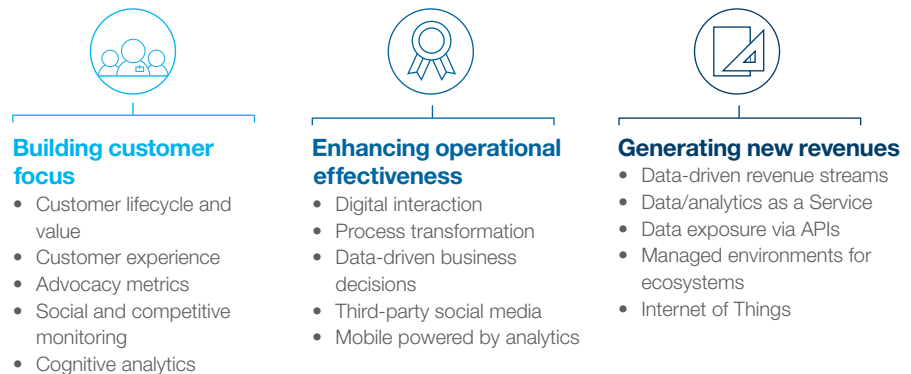 Building customer
focus
• Customer lifecycle and
value
• Customer experience
• Advocacy metrics
• Social and competitive
monitoring
• Cognitive analytics
Enhancing operational
effectiveness
• Digital interaction
• Process transformation
• Data-driven business
decisions
• Third-party social media
• Mobile powered by analytics
Generating new revenues
• Data-driven revenue streams
• Data/analytics as a Service
• Data exposure via APIs
• Managed environments for
ecosystems
• Internet of Things